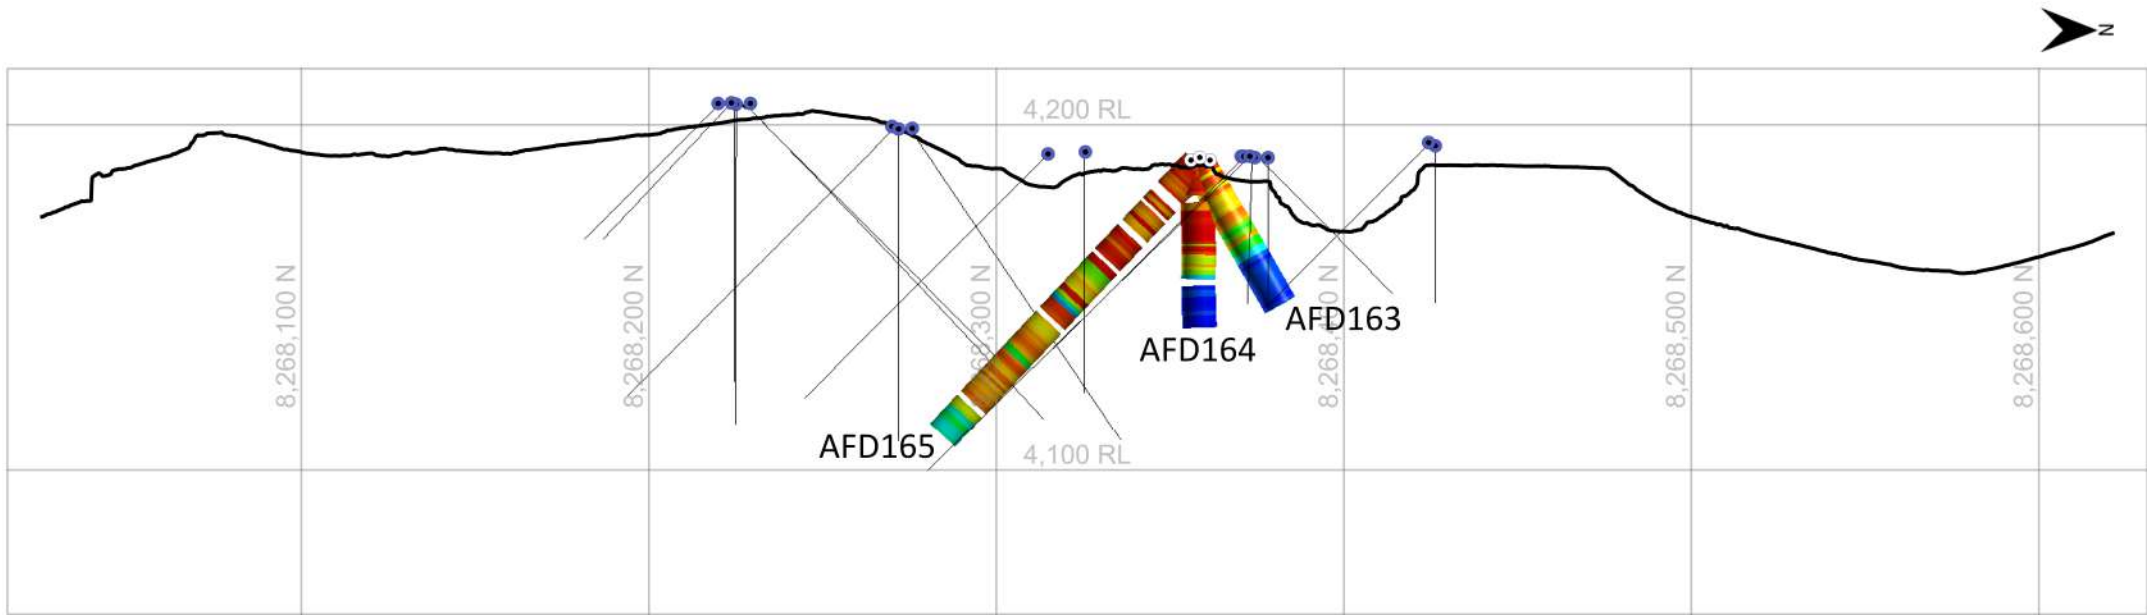 N
4,200 RL
8,268,100 N
8,268,200 N
8,268,300 N
8,268,400 N
8,268,500 N
8,268,600 N
AFD163
AFD164
AFD165
4,100 RL